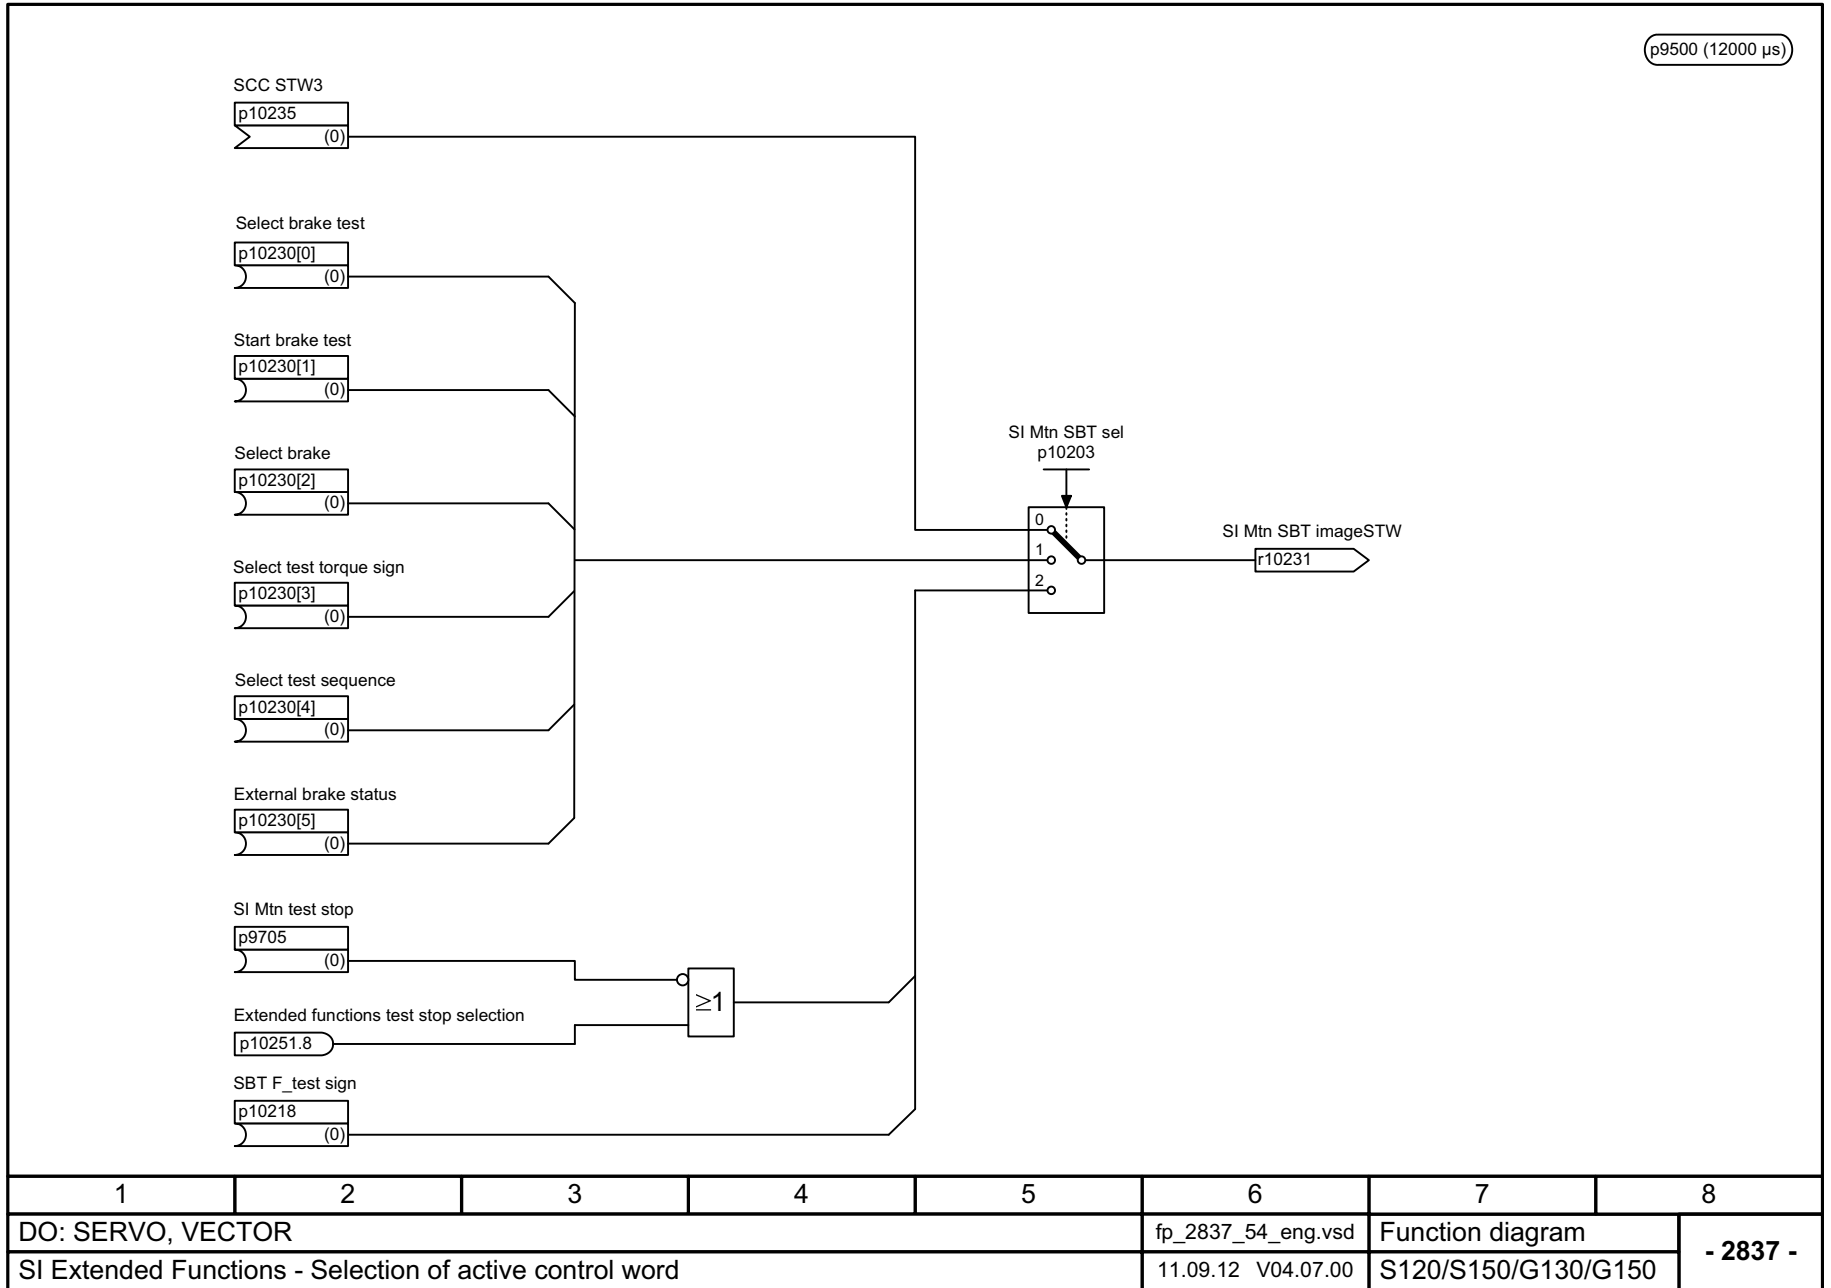 p9500 (12000 µs)
SCC STW3
p10235
(0)
Select brake test
p10230[0]
(0)
Start brake test
p10230[1]
(0)
Select brake
p10230[2]
(0)
Select test torque sign
p10230[3]
(0)
Select test sequence
p10230[4]
(0)
External brake status
p10230[5]
(0)
SI Mtn test stop
p9705
(0)
Extended functions test stop selection
p10251.8
≥1
SBT F_test sign
p10218
(0)
SI Mtn SBT sel
p10203
0
1
2
SI Mtn SBT imageSTW
r10231
1 2 3 4 5 6 7 8
DO: SERVO, VECTOR
fp_2837_54_eng.vsd
Function diagram
- 2837 -
SI Extended Functions - Selection of active control word
11.09.12 V04.07.00
S120/S150/G130/G150